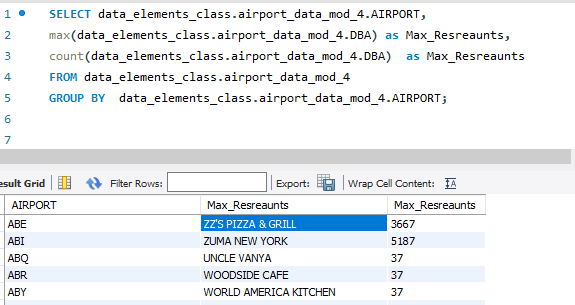 1 SELECT data_elements_class.airport_data_mod_4.AIRPORT,
2 max(data_elements_class.airport_data_mod_4.DBA) as Max_Resreaunts,
3 count(data_elements_class.airport_data_mod_4.DBA)  as Max_Resreaunts
4 FROM data_elements_class.airport_data_mod_4
5 GROUP BY  data_elements_class.airport_data_mod_4.AIRPORT;
6
7
esult Grid Filter Rows: Export: Wrap Cell Content: IA
AIRPORT Max_Resreaunts Max_Resreaunts
ABE ZZ'S PIZZA & GRILL 3667
ABI ZUMA NEW YORK 5187
ABQ UNCLE VANYA 37
ABR WOODSIDE CAFE 37
ABY WORLD AMERICA KITCHEN 37